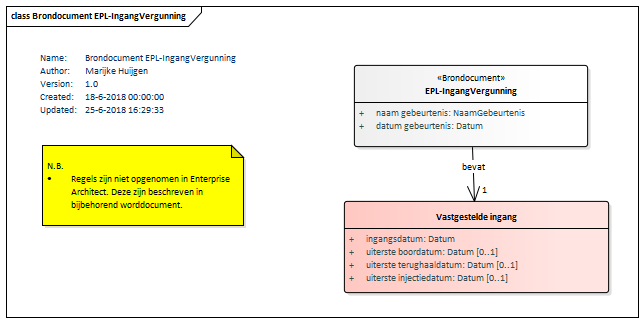 class Brondocument EPL-IngangVergunning
Name: Brondocument EPL-IngangVergunning
Author: Marijke Huijgen
Version: 1.0
Created: 18-6-2018 00:00:00
Updated: 25-6-2018 16:29:33
N.B.
• Regels zijn niet opgenomen in Enterprise
Architect. Deze zijn beschreven in
bijbehorend worddocument.
«Brondocument»
EPL-IngangVergunning
+ naam gebeurtenis: NaamGebeurtenis
+ datum gebeurtenis: Datum
bevat
1
Vastgestelde ingang
+ ingangsdatum: Datum
+ uiterste boordatum: Datum [0..1]
+ uiterste terughaaldatum: Datum [0..1]
+ uiterste injectiedatum: Datum [0..1]